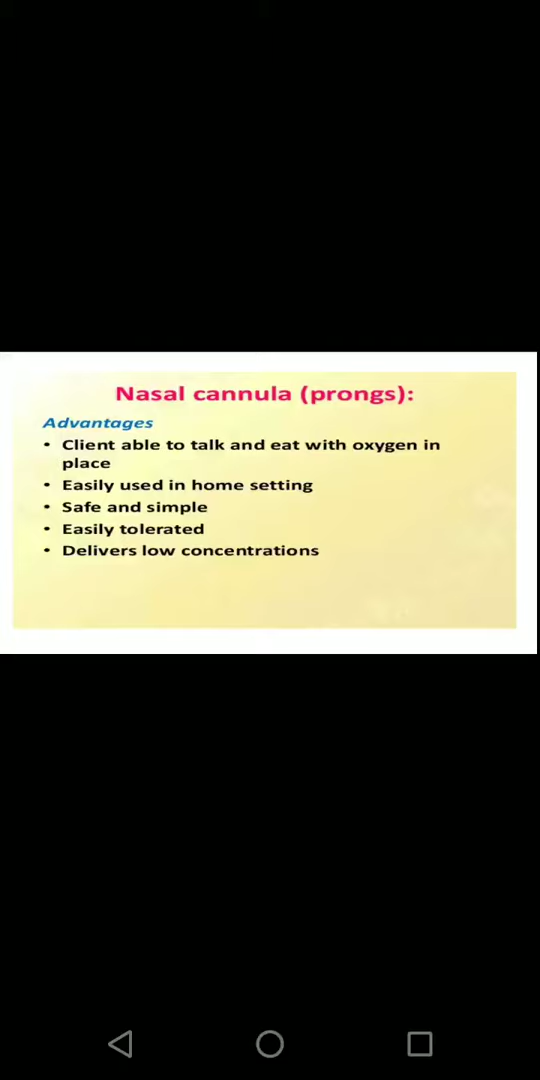 Nasal cannula (prongs):
Advantages
• Client able to talk and eat with oxygen in
place
• Easily used in home setting
• Safe and simple
• Easily tolerated
• Delivers low concentrations